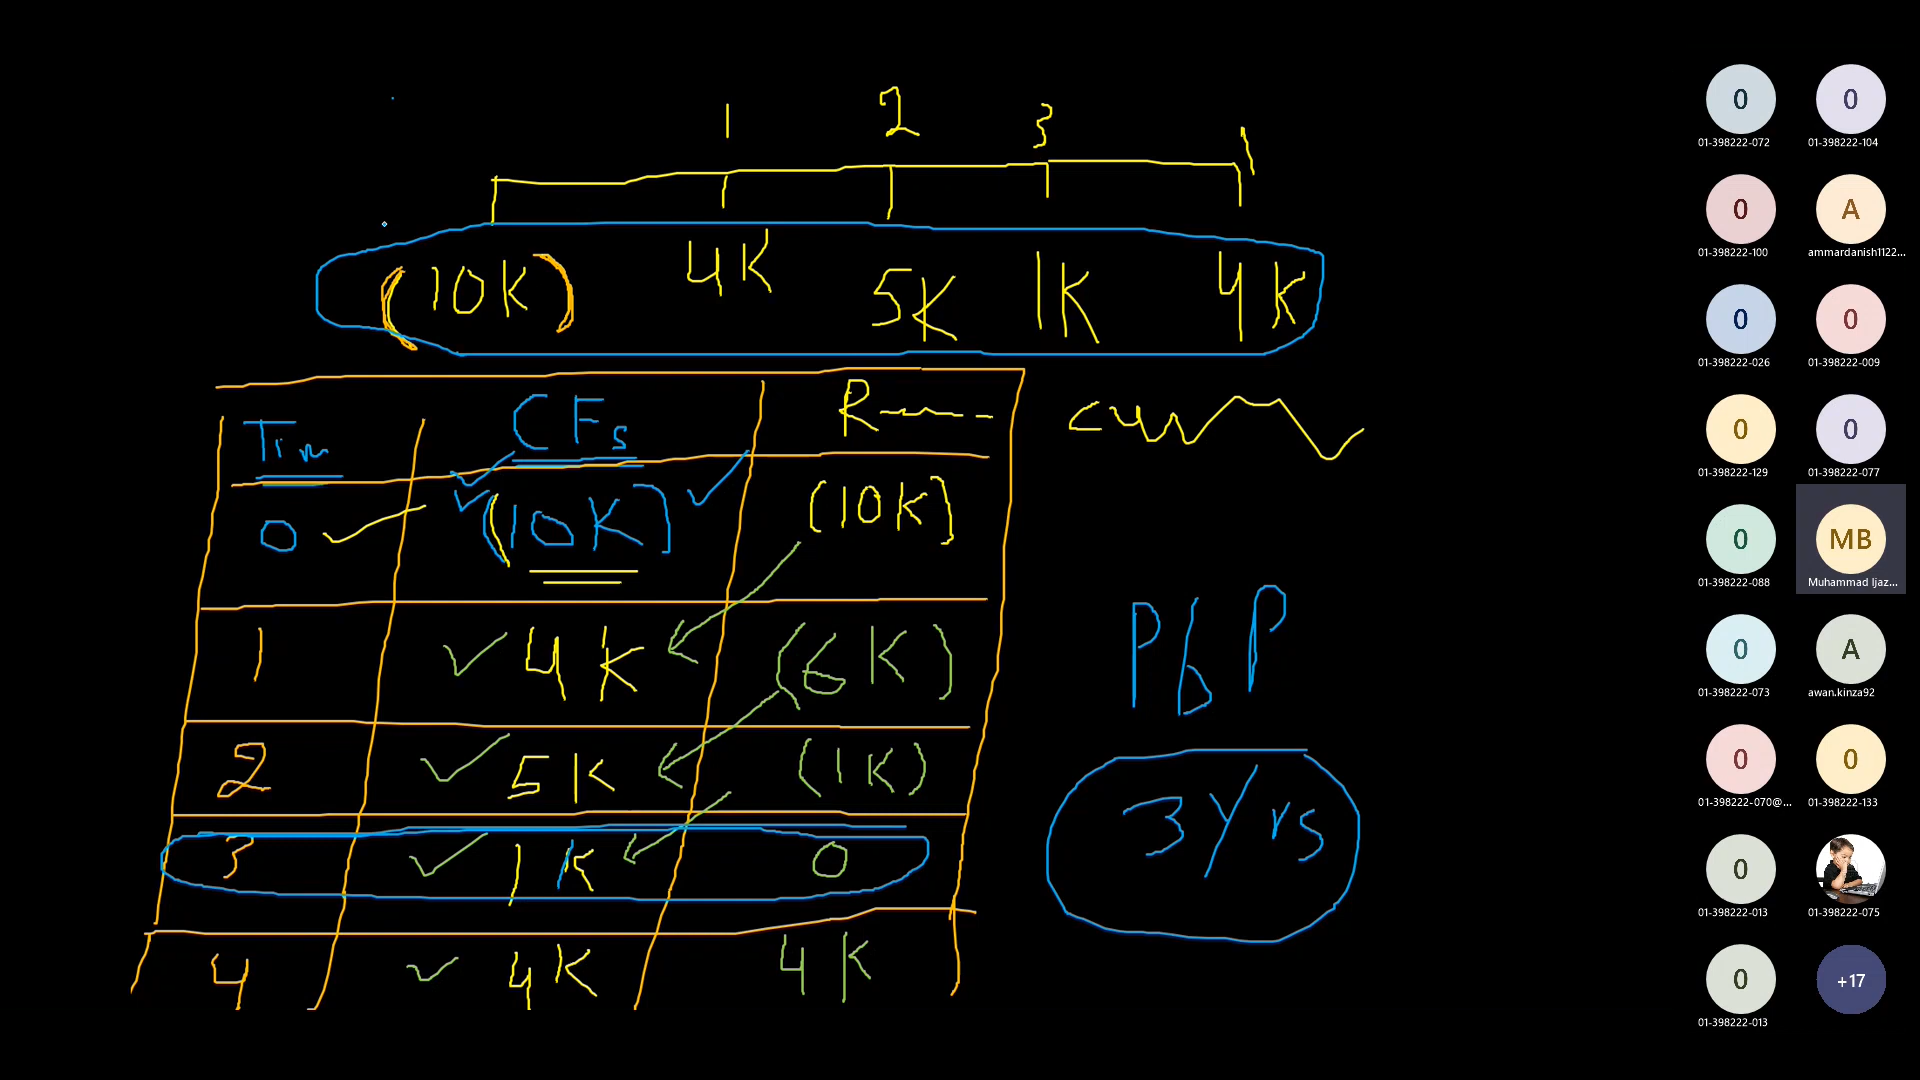 1 2 3
(10K) 4K 5K 1K 4K
Tim CFs R
0 (10K) (10K)
1 4K (6K)
2 5K (1K)
3 1K 0
4 4K 4K
PbP
3 Yrs
0 0
01-398222-072 01-398222-104
0 A
01-398222-100 ammardanish1122...
0 0
01-398222-026 01-398222-009
0 0
01-398222-129 01-398222-077
0 MB
01-398222-088 Muhammad Ijaz...
0 A
01-398222-073 awan.kinza92
0 0
01-398222-070@... 01-398222-133
0
01-398222-013 01-398222-075
0 +17
01-398222-013